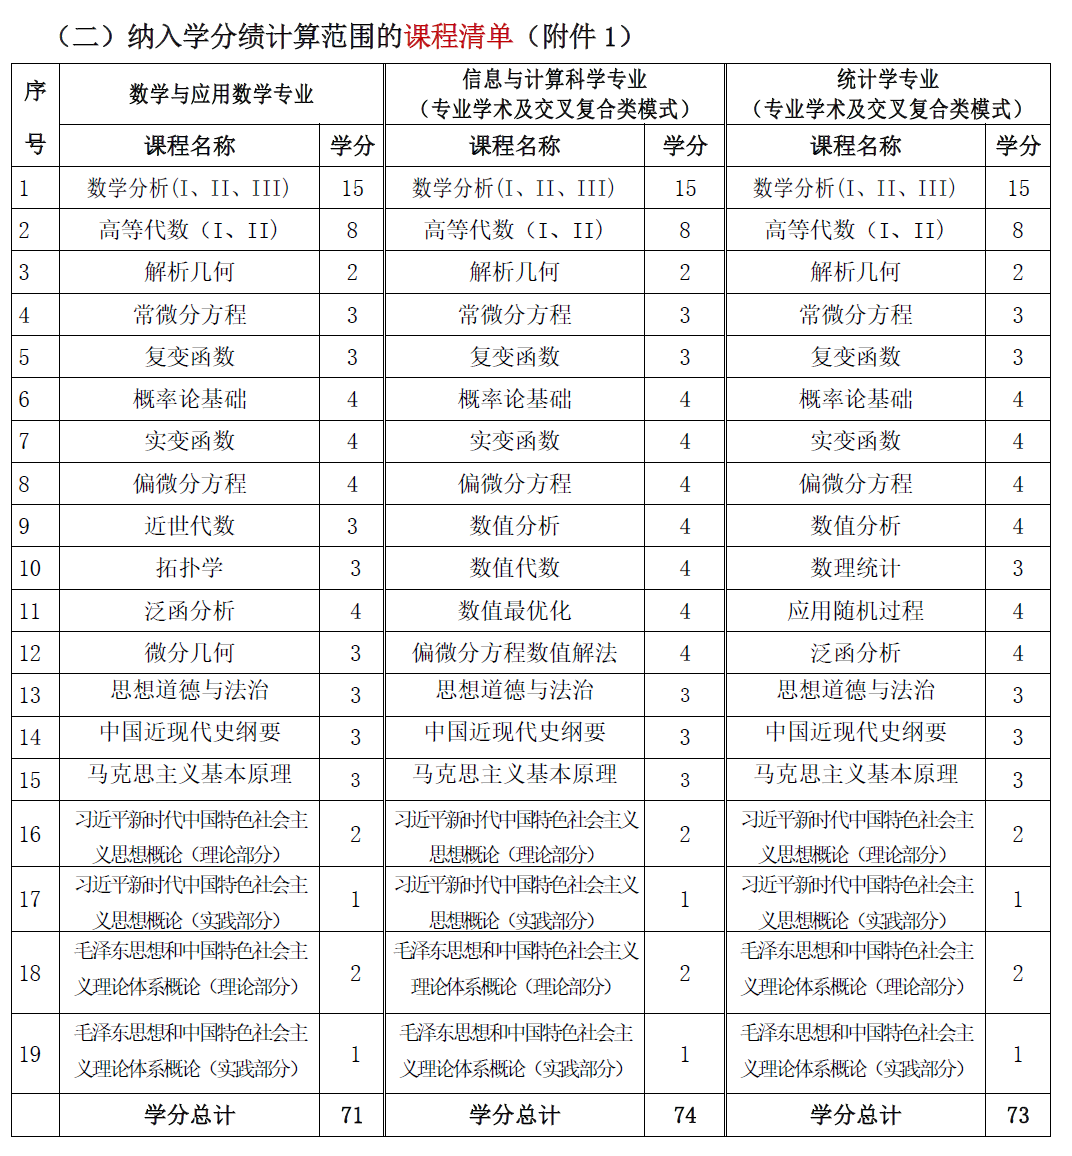 （二）纳入学分绩计算范围的课程清单（附件1）
序号 数学与应用数学专业 信息与计算科学专业（专业学术及交叉复合类模式） 统计学专业（专业学术及交叉复合类模式）
课程名称 学分 课程名称 学分 课程名称 学分
1 数学分析(I、II、III) 15 数学分析(I、II、III) 15 数学分析(I、II、III) 15
2 高等代数（I、II) 8 高等代数（I、II) 8 高等代数（I、II) 8
3 解析几何 2 解析几何 2 解析几何 2
4 常微分方程 3 常微分方程 3 常微分方程 3
5 复变函数 3 复变函数 3 复变函数 3
6 概率论基础 4 概率论基础 4 概率论基础 4
7 实变函数 4 实变函数 4 实变函数 4
8 偏微分方程 4 偏微分方程 4 偏微分方程 4
9 近世代数 3 数值分析 4 数值分析 4
10 拓扑学 3 数值代数 4 数理统计 3
11 泛函分析 4 数值最优化 4 应用随机过程 4
12 微分几何 3 偏微分方程数值解法 4 泛函分析 4
13 思想道德与法治 3 思想道德与法治 3 思想道德与法治 3
14 中国近现代史纲要 3 中国近现代史纲要 3 中国近现代史纲要 3
15 马克思主义基本原理 3 马克思主义基本原理 3 马克思主义基本原理 3
16 习近平新时代中国特色社会主义思想概论（理论部分） 2 习近平新时代中国特色社会主义思想概论（理论部分） 2 习近平新时代中国特色社会主义思想概论（理论部分） 2
17 习近平新时代中国特色社会主义思想概论（实践部分） 1 习近平新时代中国特色社会主义思想概论（实践部分） 1 习近平新时代中国特色社会主义思想概论（实践部分） 1
18 毛泽东思想和中国特色社会主义理论体系概论（理论部分） 2 毛泽东思想和中国特色社会主义理论体系概论（理论部分） 2 毛泽东思想和中国特色社会主义理论体系概论（理论部分） 2
19 毛泽东思想和中国特色社会主义理论体系概论（实践部分） 1 毛泽东思想和中国特色社会主义理论体系概论（实践部分） 1 毛泽东思想和中国特色社会主义理论体系概论（实践部分） 1
学分总计 71 学分总计 74 学分总计 73